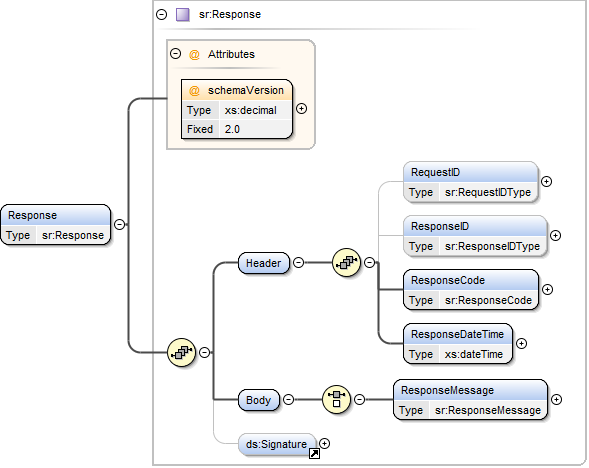 sr:Response
@ Attributes
@ schemaVersion
Type xs:decimal
Fixed 2.0
Response
Type sr:Response
Header
RequestID
Type sr:RequestIDType
ResponseID
Type sr:ResponseIDType
ResponseCode
Type sr:ResponseCode
ResponseDateTime
Type xs:dateTime
Body
ResponseMessage
Type sr:ResponseMessage
ds:Signature